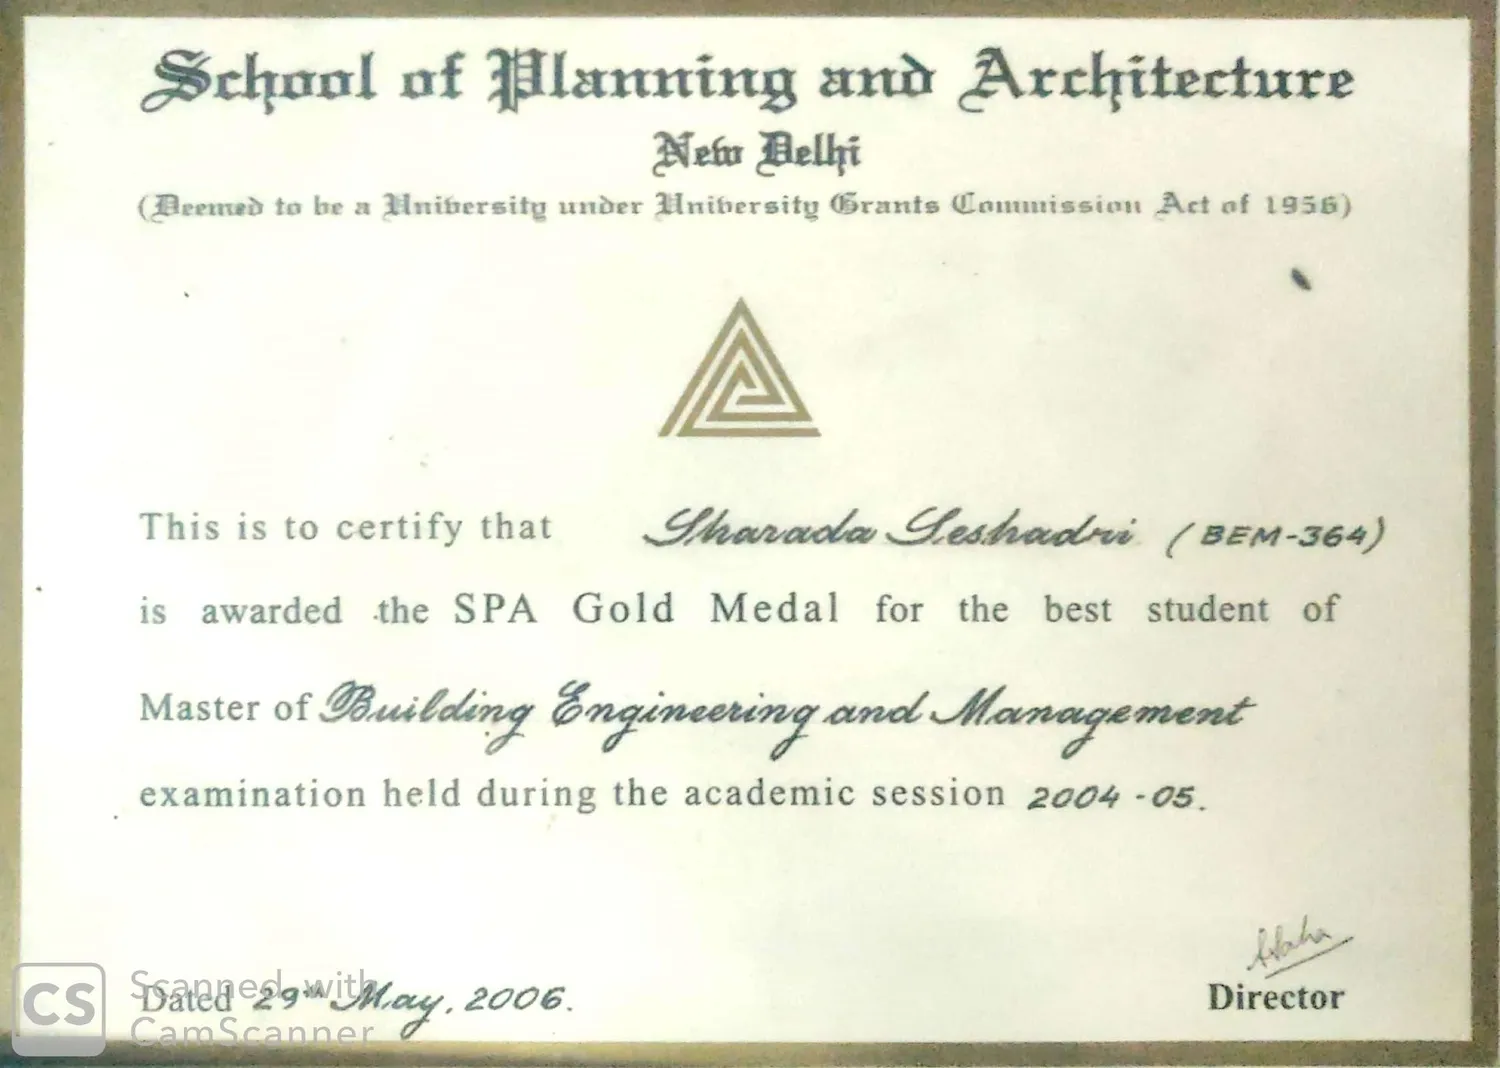 School of Planning and Architecture
New Delhi
(Deemed to be a University under University Grants Commission Act of 1956)
This is to certify that Sharada Seshadri (BEM-364)
is awarded the SPA Gold Medal for the best student of
Master of Building Engineering and Management
examination held during the academic session 2004-05.
Dated 29th May, 2006.
Director
CS Scanned with
CamScanner